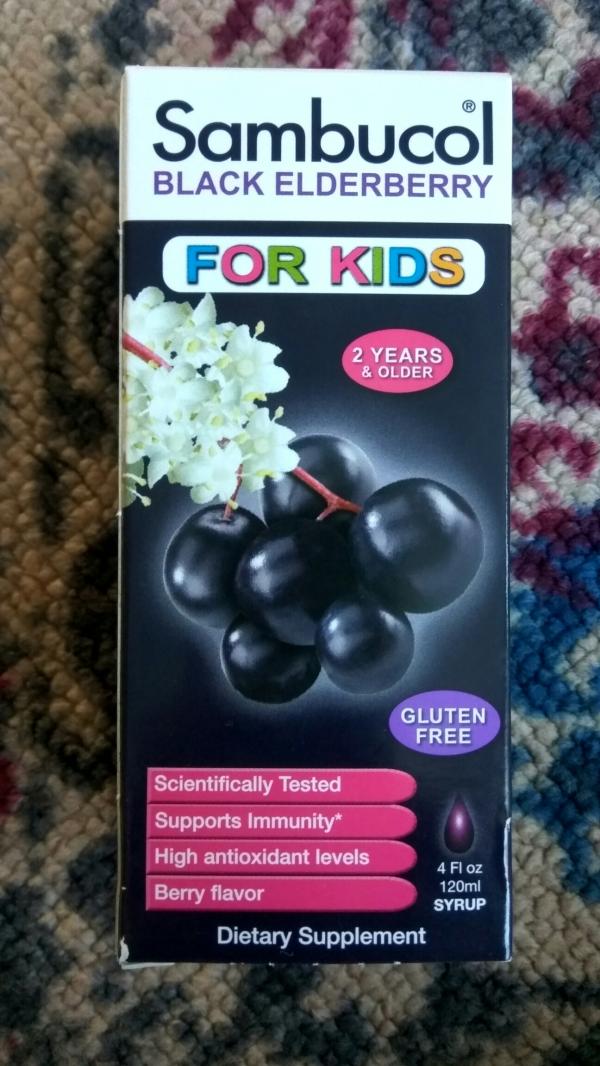 Sambucol®
BLACK ELDERBERRY
FOR KIDS
2 YEARS
& OLDER
GLUTEN
FREE
Scientifically Tested
Supports Immunity*
High antioxidant levels
Berry flavor
4 Fl oz
120ml
SYRUP
Dietary Supplement